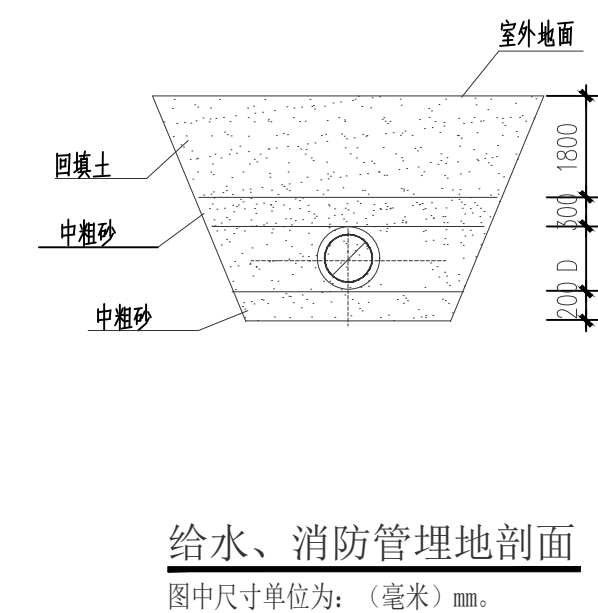 室外地面
1800
回填土
300
中粗砂
D
200
中粗砂
给水、消防管埋地剖面
图中尺寸单位为：（毫米）mm。